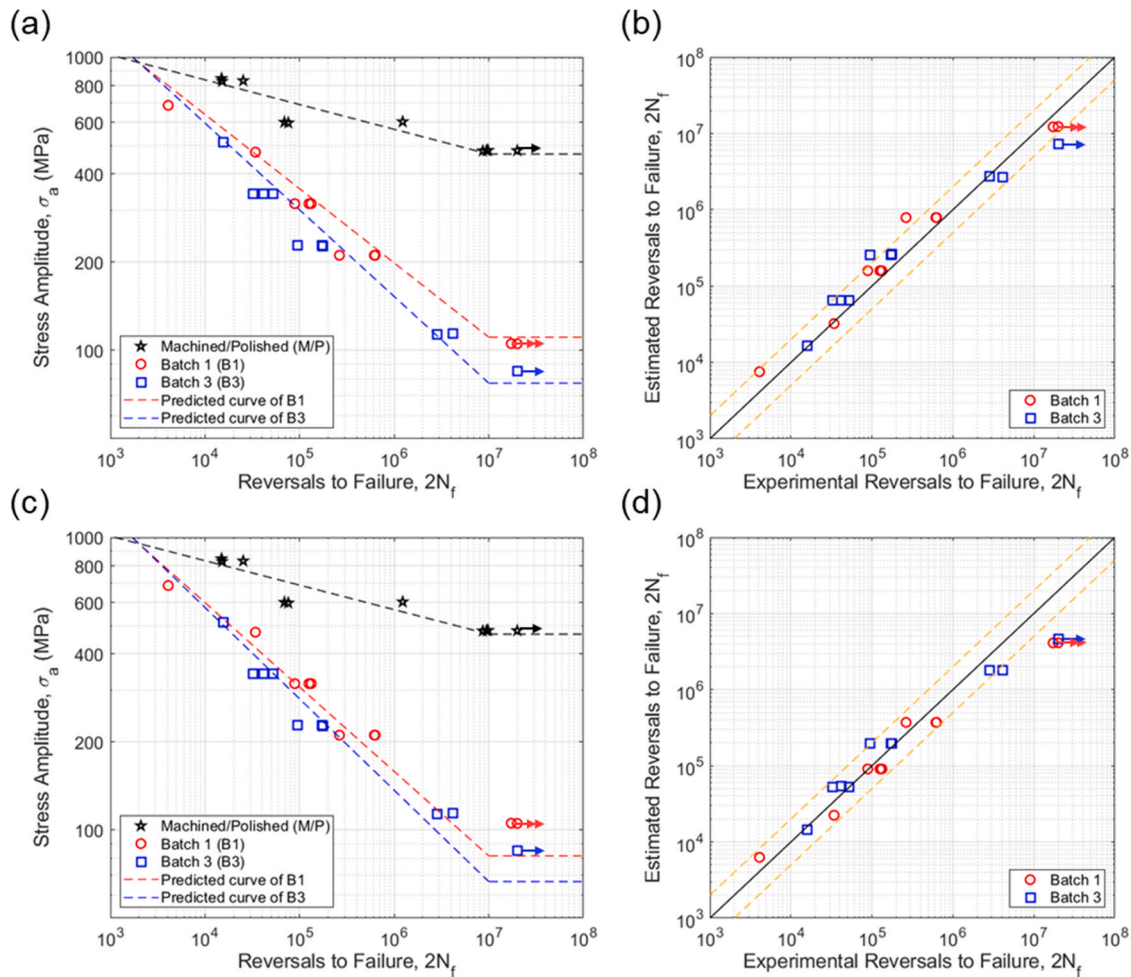 (a)
Stress Amplitude, σa (MPa)
1000
800
600
400
200
100
Machined/Polished (M/P)
Batch 1 (B1)
Batch 3 (B3)
Predicted curve of B1
Predicted curve of B3
10^3 10^4 10^5 10^6 10^7 10^8
Reversals to Failure, 2Nf
(b)
Estimated Reversals to Failure, 2Nf
10^8
10^7
10^6
10^5
10^4
10^3
Batch 1
Batch 3
10^3 10^4 10^5 10^6 10^7 10^8
Experimental Reversals to Failure, 2Nf
(c)
Stress Amplitude, σa (MPa)
1000
800
600
400
200
100
Machined/Polished (M/P)
Batch 1 (B1)
Batch 3 (B3)
Predicted curve of B1
Predicted curve of B3
10^3 10^4 10^5 10^6 10^7 10^8
Reversals to Failure, 2Nf
(d)
Estimated Reversals to Failure, 2Nf
10^8
10^7
10^6
10^5
10^4
10^3
Batch 1
Batch 3
10^3 10^4 10^5 10^6 10^7 10^8
Experimental Reversals to Failure, 2Nf